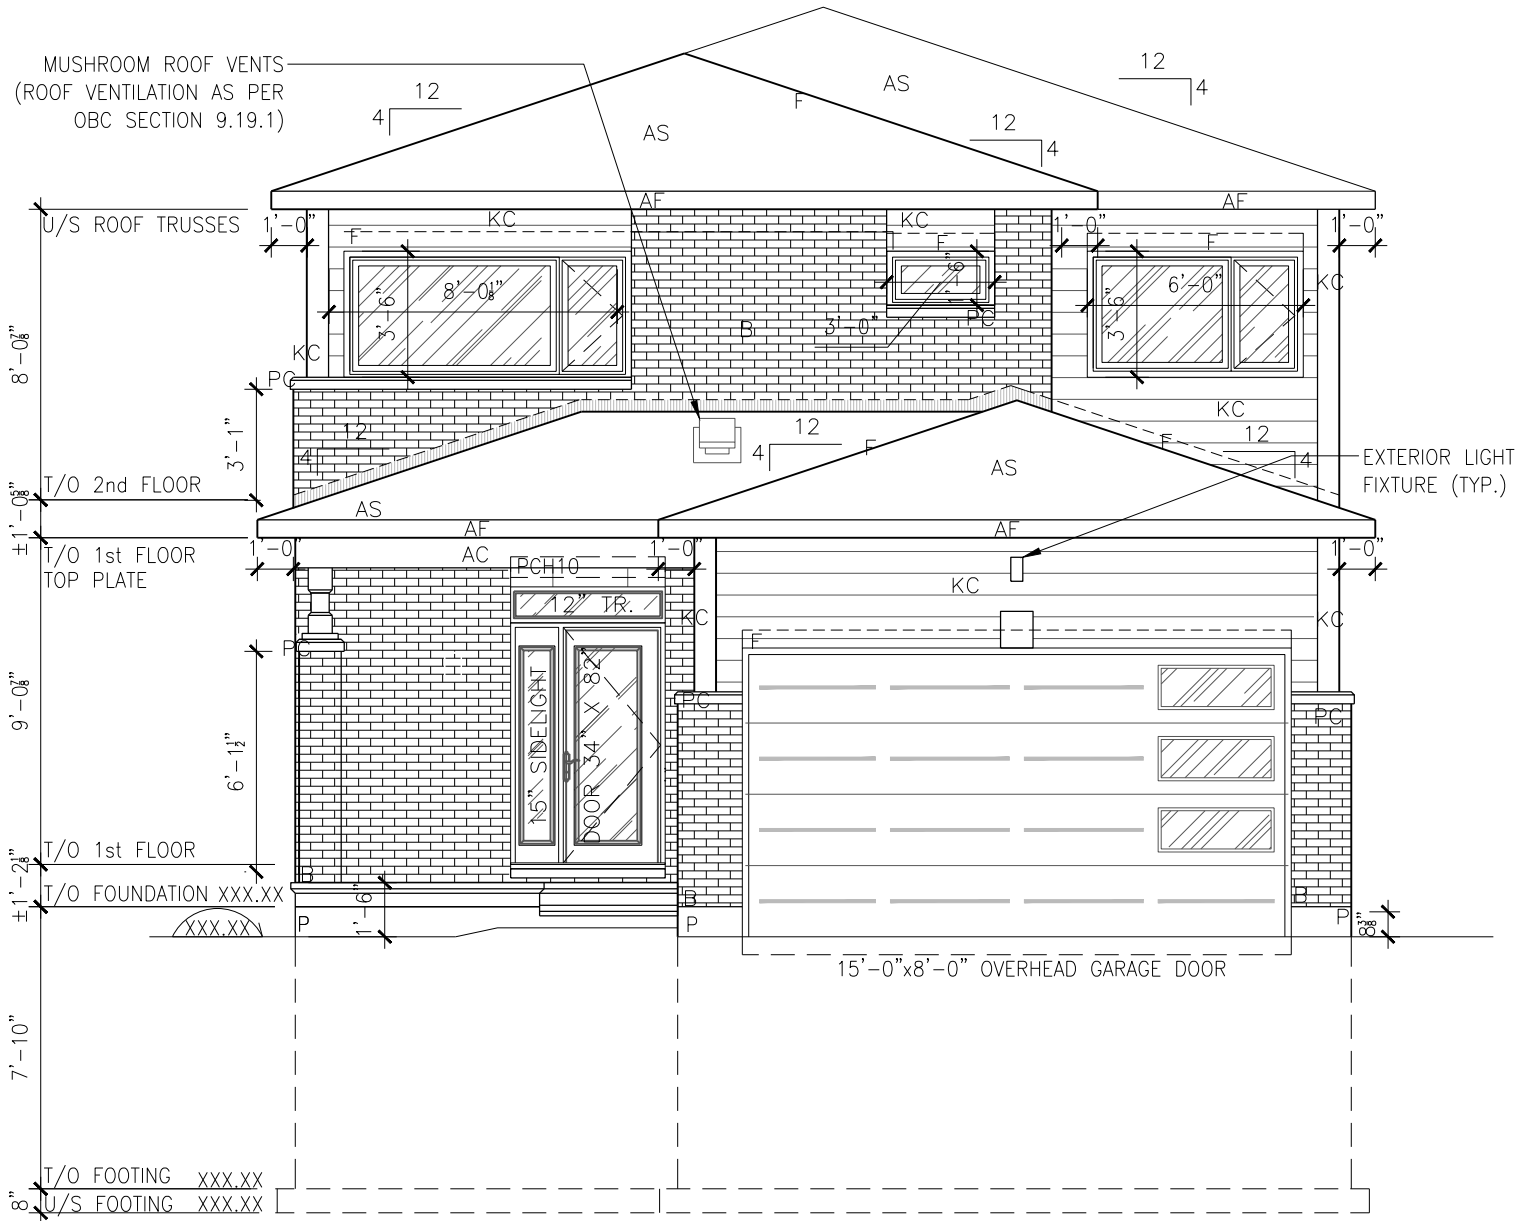 MUSHROOM ROOF VENTS
(ROOF VENTILATION AS PER
OBC SECTION 9.19.1)
12
4
12
4
12
4
AS
F
AS
AF
AF
U/S ROOF TRUSSES
1'-0"
KC
KC
1'-0"
1'-0"
F
F
F
KC
3'-6"
8'-0⅛"
1'-6"
3'-6"
6'-0"
3'-0"
B
PC
KC
PC
8'-0⅞"
KC
12
4
12
4
12
4
F
F
3'-1"
AS
EXTERIOR LIGHT
FIXTURE (TYP.)
T/O 2nd FLOOR
±1'-0⅝"
AS
AF
AF
T/O 1st FLOOR
TOP PLATE
1'-0"
AC
1'-0"
1'-0"
PCH10
KC
12" TR.
KC
KC
PC
F
9'-0⅞"
6'-1½"
15" SIDELIGHT
DOOR 34" X 82"
PC
PC
T/O 1st FLOOR
±1'-2⅛"
B
T/O FOUNDATION XXX.XX
1'-6"
B
B
XXX.XX
P
P
P
8⅜"
15'-0"x8'-0" OVERHEAD GARAGE DOOR
7'-10"
T/O FOOTING XXX.XX
8"
U/S FOOTING XXX.XX